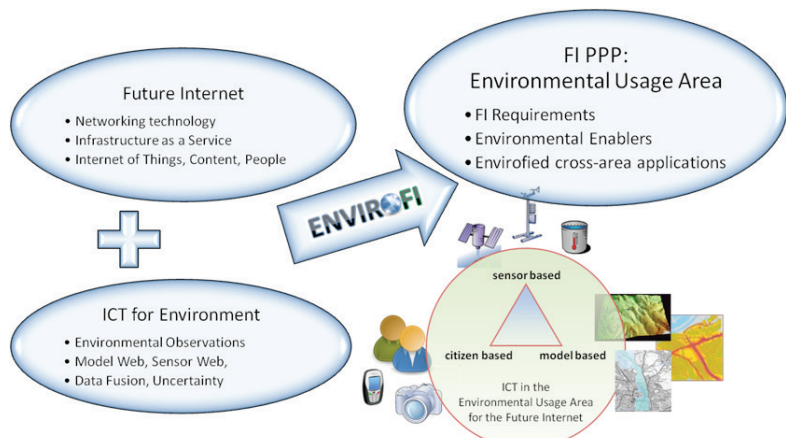 Future Internet
• Networking technology
• Infrastructure as a Service
• Internet of Things, Content, People
ICT for Environment
• Environmental Observations
• Model Web, Sensor Web,
• Data Fusion, Uncertainty
ENVIROFI
FI PPP:
Environmental Usage Area
• FI Requirements
• Environmental Enablers
• Envirofied cross-area applications
sensor based
citizen based
model based
ICT in the
Environmental Usage Area
for the Future Internet